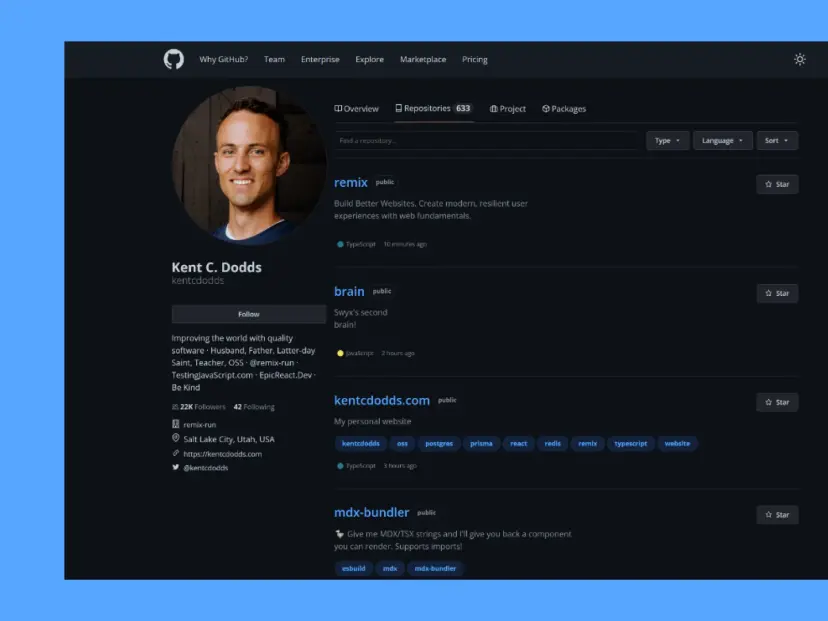 Why GitHub? Team Enterprise Explore Marketplace Pricing
Overview Repositories 633 Project Packages
Find a repository...
Type Language Sort
Kent C. Dodds
kentcdodds
Follow
Improving the world with quality
software · Husband, Father, Latter-day
Saint, Teacher, OSS · @remix-run ·
TestingJavaScript.com · EpicReact.Dev ·
Be Kind
22K Followers 42 Following
remix-run
Salt Lake City, Utah, USA
https://kentcdodds.com
@kentcdodds
remix public
Star
Build Better Websites. Create modern, resilient user
experiences with web fundamentals.
TypeScript 10 minutes ago
brain public
Star
Swyx's second
brain!
JavaScript 2 hours ago
kentcdodds.com public
Star
My personal website
kentcdodds oss postgres prisma react redis remix typescript website
TypeScript 3 hours ago
mdx-bundler public
Star
🦤 Give me MDX/TSX strings and I'll give you back a component
you can render. Supports imports!
esbuild mdx mdx-bundler